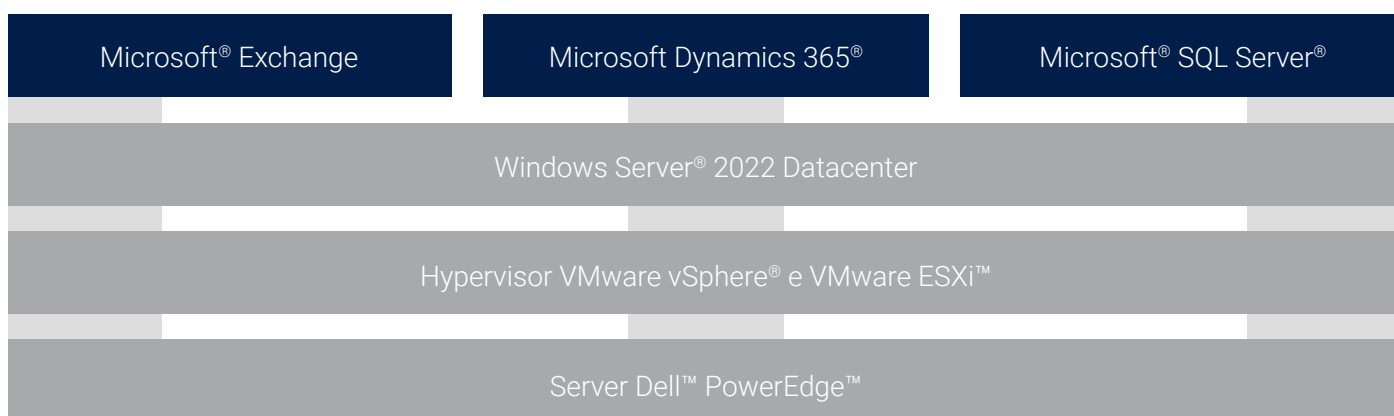 Microsoft® Exchange
Microsoft Dynamics 365®
Microsoft® SQL Server®
Windows Server® 2022 Datacenter
Hypervisor VMware vSphere® e VMware ESXi™
Server Dell™ PowerEdge™